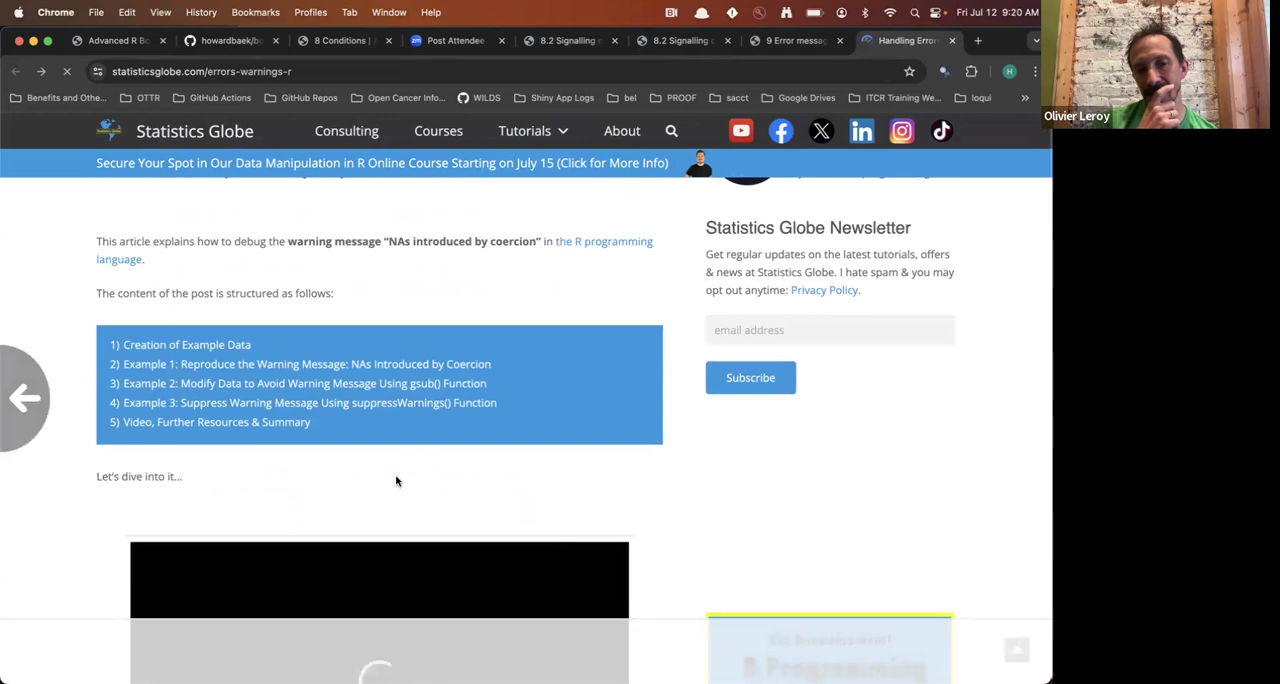 Chrome File Edit View History Bookmarks Profiles Tab Window Help Fri Jul 12 9:20 AM
Advanced R Bo howardbaek/bo 8 Conditions | Post Attendee 8.2 Signalling 8.2 Signalling 9 Error messag Handling Error
statisticsglobe.com/errors-warnings-r H
Benefits and Othe... OTTR GitHub Actions GitHub Repos Open Cancer Info... WILDS Shiny App Logs bel PROOF sacct Google Drives ITCR Training We... loqui »
Olivier Leroy
Statistics Globe Consulting Courses Tutorials About
Secure Your Spot in Our Data Manipulation in R Online Course Starting on July 15 (Click for More Info)
This article explains how to debug the warning message “NAs introduced by coercion” in the R programming
language.
The content of the post is structured as follows:
1) Creation of Example Data
2) Example 1: Reproduce the Warning Message: NAs Introduced by Coercion
3) Example 2: Modify Data to Avoid Warning Message Using gsub() Function
4) Example 3: Suppress Warning Message Using suppressWarnings() Function
5) Video, Further Resources & Summary
Let’s dive into it...
Statistics Globe Newsletter
Get regular updates on the latest tutorials, offers
& news at Statistics Globe. I hate spam & you may
opt out anytime: Privacy Policy.
email address
Subscribe
R Programming